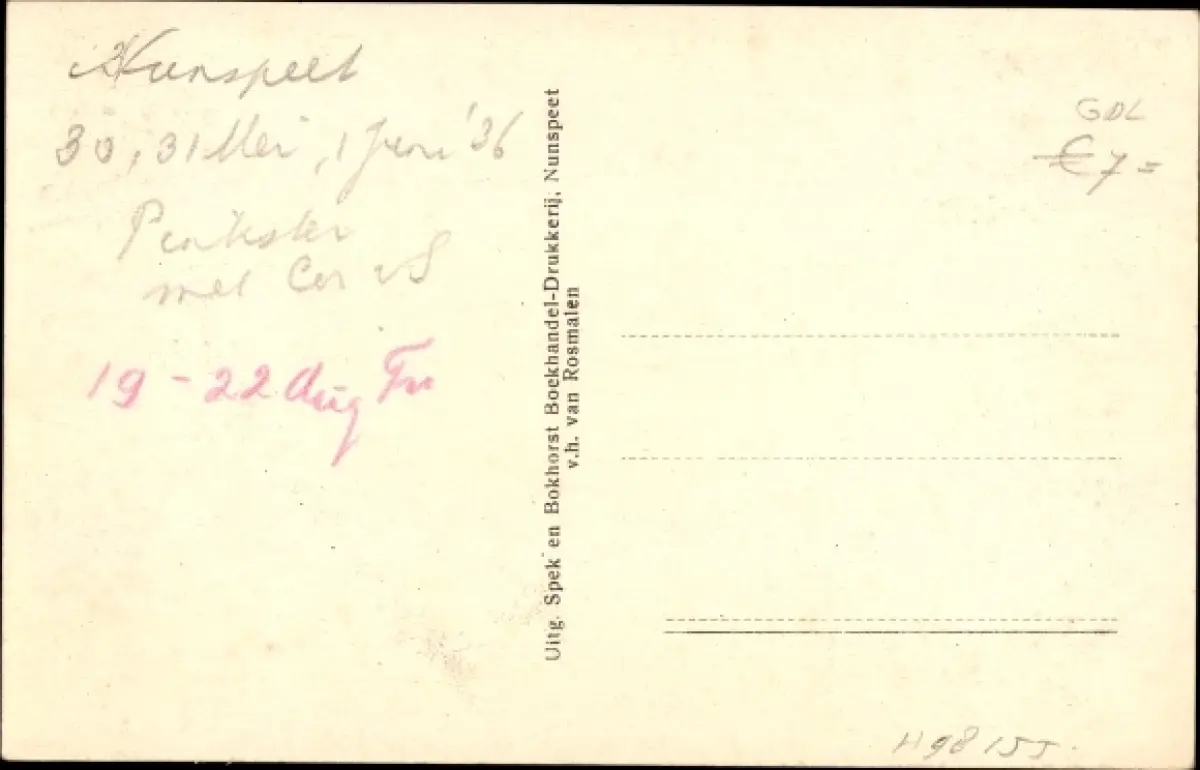 Nunspeet
30, 31 Mei, 1 Juni '36
Pinkster
met Cor v S
19 - 22 Aug
Uitg. Spek en Bokhorst Boekhandel-Drukkerij, Nunspeet
v.h. van Rosmalen
GDL
€ 7 =
H98155